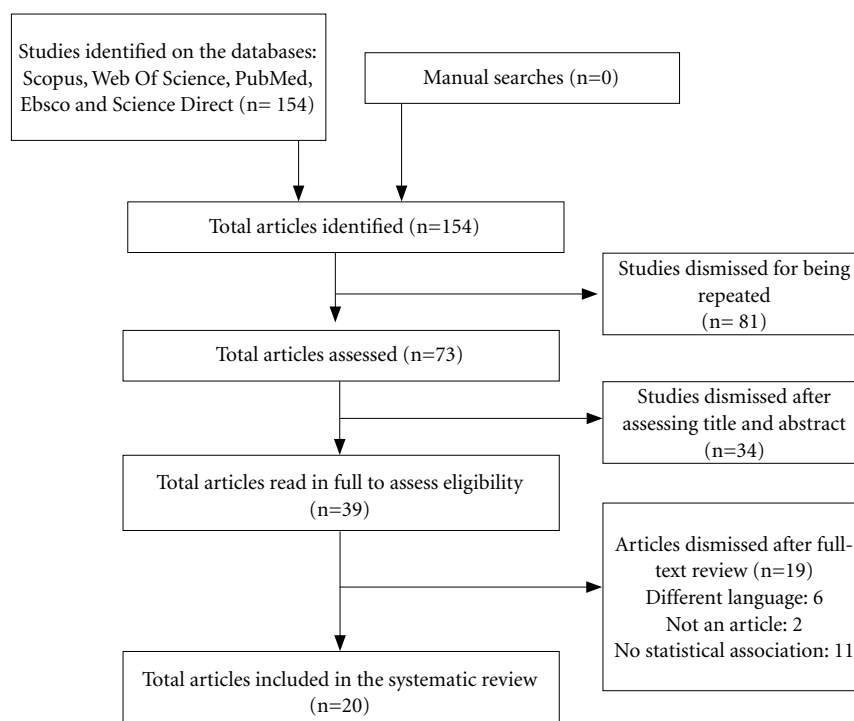 Studies identified on the databases:
Scopus, Web Of Science, PubMed,
Ebsco and Science Direct (n= 154)
Manual searches (n=0)
Total articles identified (n=154)
Studies dismissed for being
repeated
(n= 81)
Total articles assessed (n=73)
Studies dismissed after
assessing title and abstract
(n=34)
Total articles read in full to assess eligibility
(n=39)
Articles dismissed after full-
text review (n=19)
Different language: 6
Not an article: 2
No statistical association: 11
Total articles included in the systematic review
(n=20)